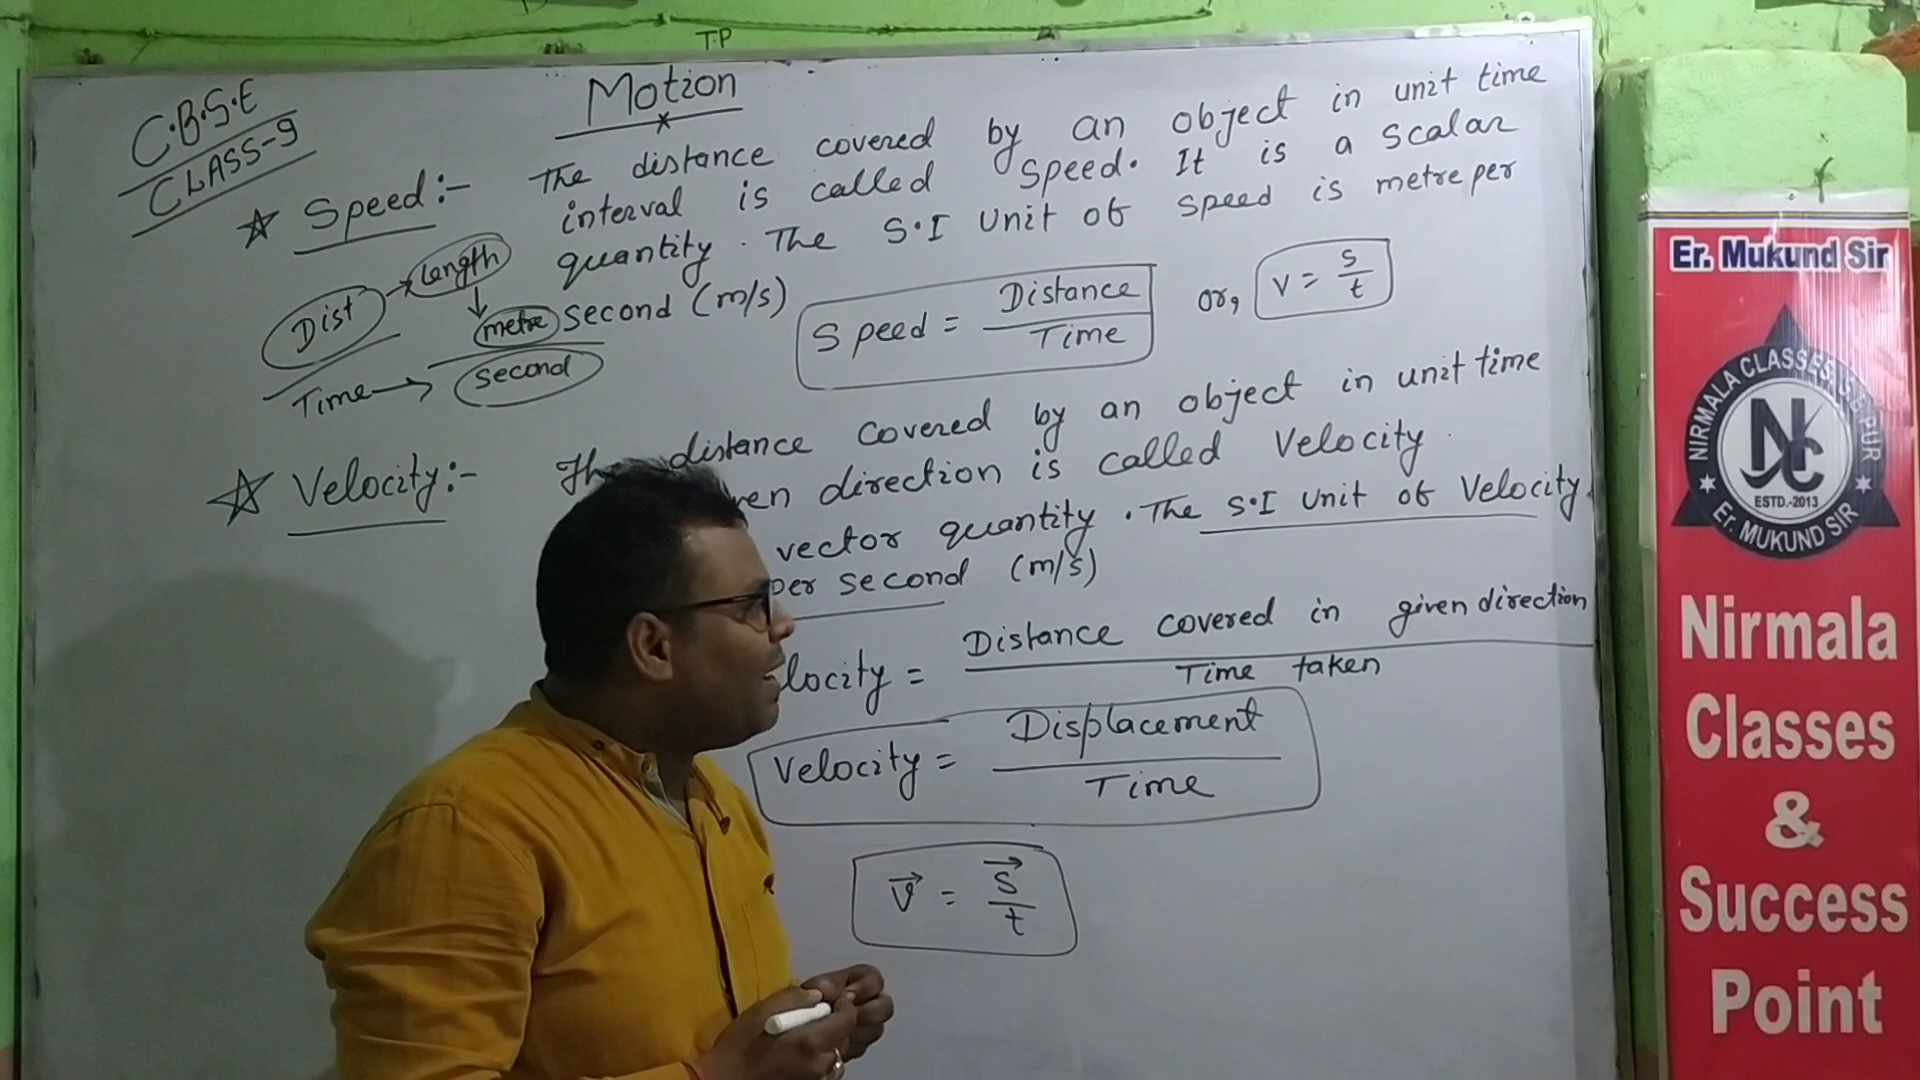 T.P
Motion
C.B.S.E
CLASS-9
Speed:- The distance covered by an object in unit time
interval is called Speed. It is a scalar
quantity. The S.I unit of speed is metre per
second (m/s)
Dist → Length
metre
Time → second
Speed = Distance / Time or, v = s / t
Velocity:- The distance covered by an object in unit time
direction is called Velocity.
vector quantity. The S.I unit of Velocity
per second (m/s)
locity = Distance covered in given direction / Time taken
Velocity = Displacement / Time
v⃗ = s⃗ / t
Er. Mukund Sir
NIRMALA CLASSES, S.B.PUR
NC
ESTD.-2013
Er. MUKUND SIR
Nirmala
Classes
&
Success
Point